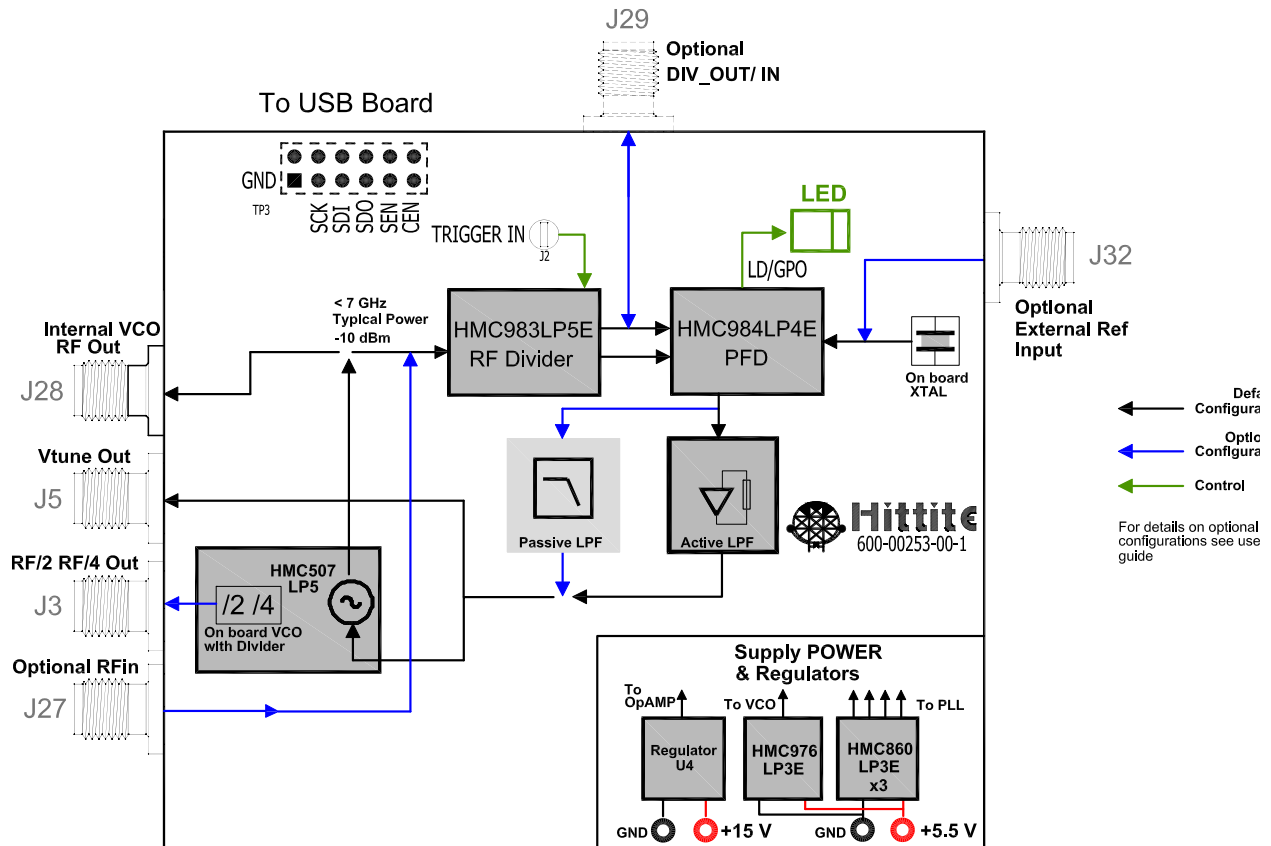 J29
Optional
DIV_OUT/ IN
To USB Board
GND
TP3
SCK
SDI
SDO
SEN
CEN
TRIGGER IN
J2
LED
LD/GPO
J32
Optional
External Ref
Input
< 7 GHz
Typical Power
-10 dBm
HMC983LP5E
RF Divider
HMC984LP4E
PFD
On board
XTAL
Internal VCO
RF Out
J28
Vtune Out
J5
RF/2 RF/4 Out
J3
Optional RFin
J27
Passive LPF
Active LPF
Hittite
600-00253-00-1
HMC507
LP5
/2 /4
On board VCO
with Divider
Configura
Configura
Control
For details on optional
configurations see use
guide
Supply POWER
& Regulators
To
OpAMP
To VCO
To PLL
Regulator
U4
HMC976
LP3E
HMC860
LP3E
x3
GND
+15 V
GND
+5.5 V